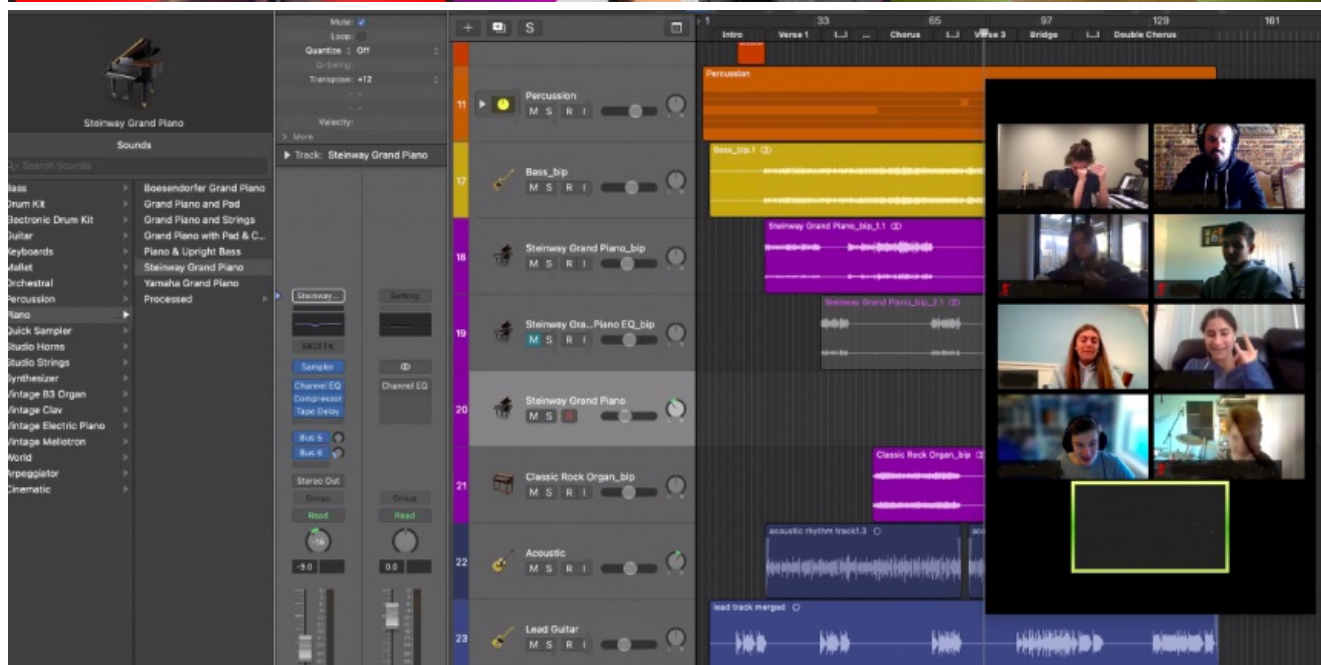 Steinway Grand Piano
Sounds
Search Sounds
Bass
Drum Kit
Electronic Drum Kit
Guitar
Keyboards
Mallet
Orchestral
Percussion
Piano
Quick Sampler
Studio Horns
Studio Strings
Synthesizer
Vintage B3 Organ
Vintage Clav
Vintage Electric Piano
Vintage Mellotron
World
Arpeggiator
Cinematic
Boesendorfer Grand Piano
Grand Piano and Pad
Grand Piano and Strings
Grand Piano with Pad & C...
Piano & Upright Bass
Steinway Grand Piano
Yamaha Grand Piano
Processed
Mute:
Loop:
Quantize Off
Q-Swing:
Transpose: +12
Velocity:
More
Track: Steinway Grand Piano
Steinway...
Setting
MIDI FX
Sampler
Channel EQ
Channel EQ
Compressor
Tape Delay
Bus 5
Bus 6
Stereo Out
Group
Group
Read
Read
-16
-9.0
0.0
+ S
1 33 65 97 129 161
Intro Verse 1 I...I ... Chorus I...I Verse 3 Bridge I...I Double Chorus
11 Percussion
M S R I
17 Bass_bip
M S R I
18 Steinway Grand Piano_bip
M S R I
19 Steinway Gra...Piano EQ_bip
M S R I
20 Steinway Grand Piano
M S R
21 Classic Rock Organ_bip
M S R I
22 Acoustic
M S R I
23 Lead Guitar
M S R I
Percussion
Bass_bip.1
Steinway Grand Piano_bip_1.1
Steinway Grand Piano_bip_2.1
Classic Rock Organ_bip
acoustic rhythm track1.3
aco
lead track merged